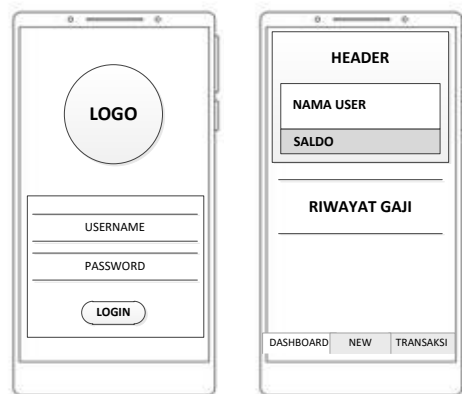 LOGO
USERNAME
PASSWORD
LOGIN
HEADER
NAMA USER
SALDO
RIWAYAT GAJI
DASHBOARD NEW TRANSAKSI